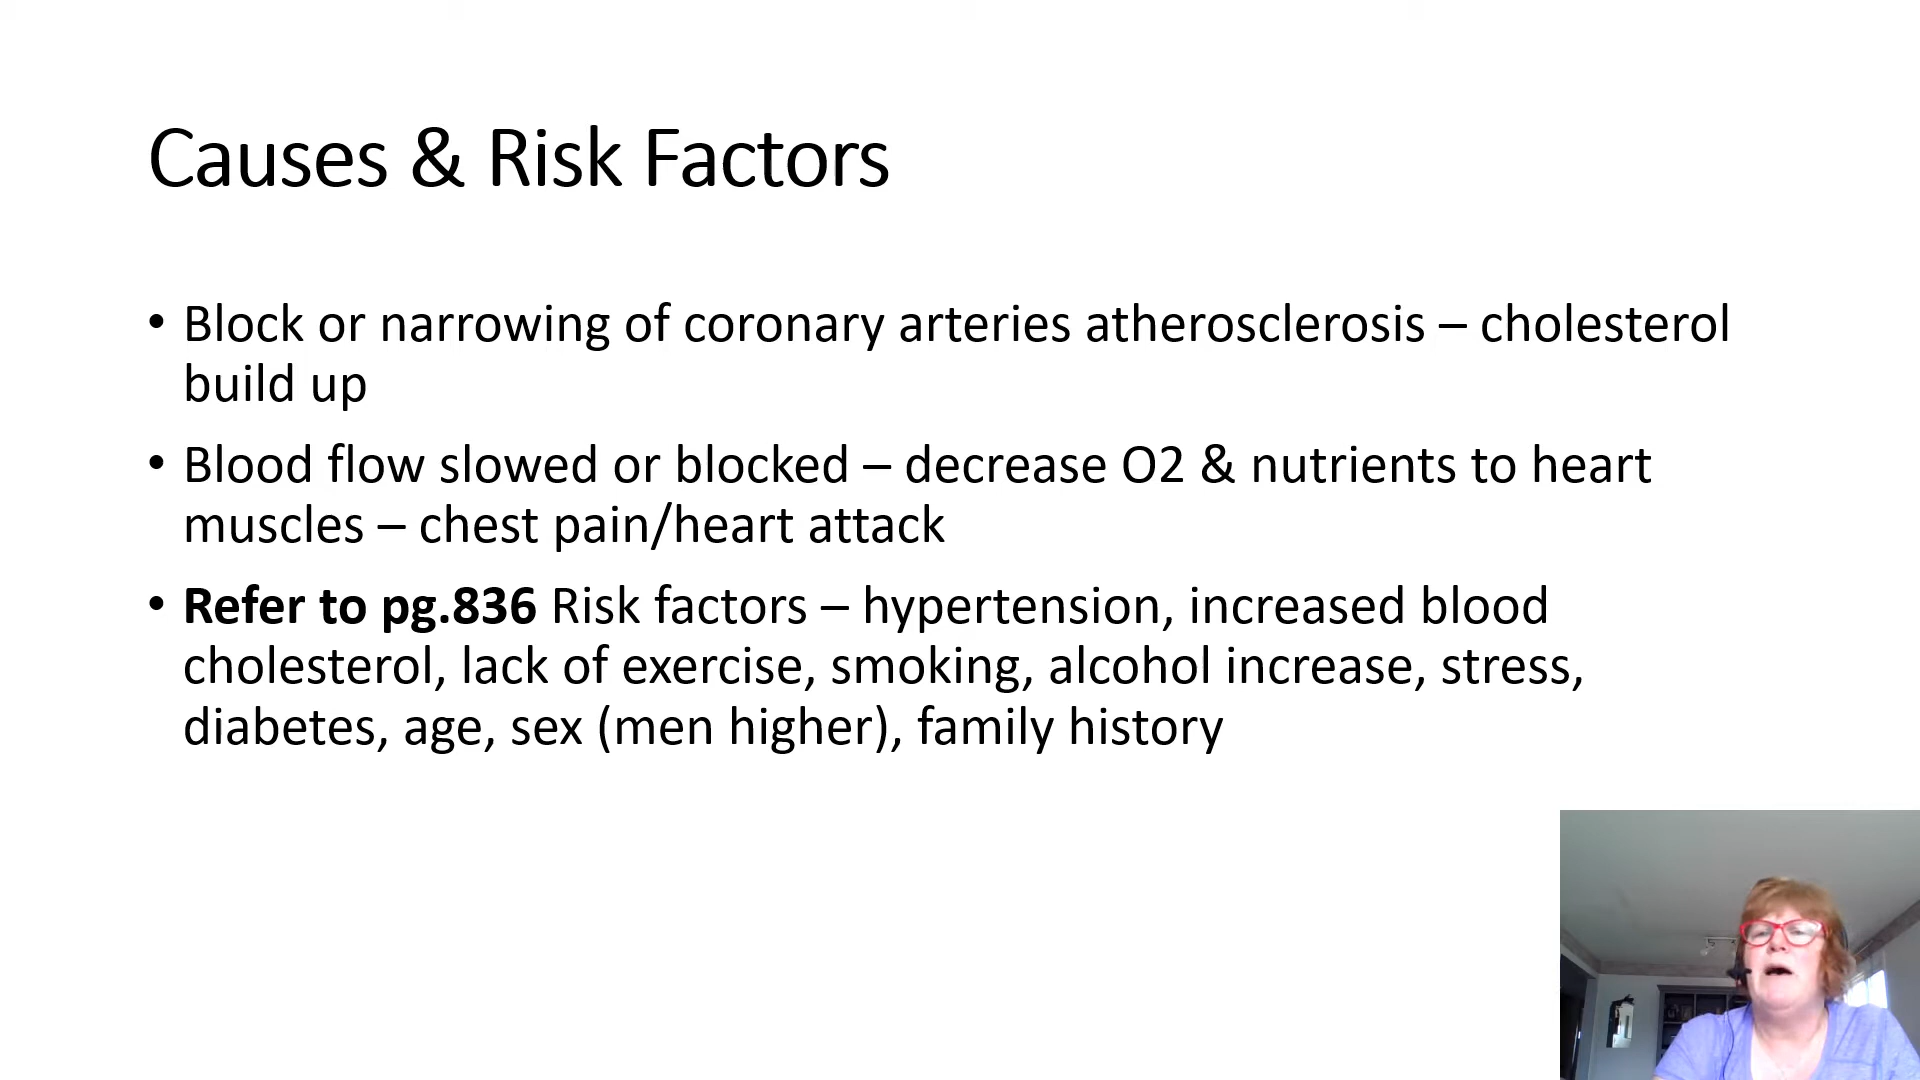 Causes & Risk Factors
• Block or narrowing of coronary arteries atherosclerosis – cholesterol
build up
• Blood flow slowed or blocked – decrease O2 & nutrients to heart
muscles – chest pain/heart attack
• Refer to pg.836 Risk factors – hypertension, increased blood
cholesterol, lack of exercise, smoking, alcohol increase, stress,
diabetes, age, sex (men higher), family history